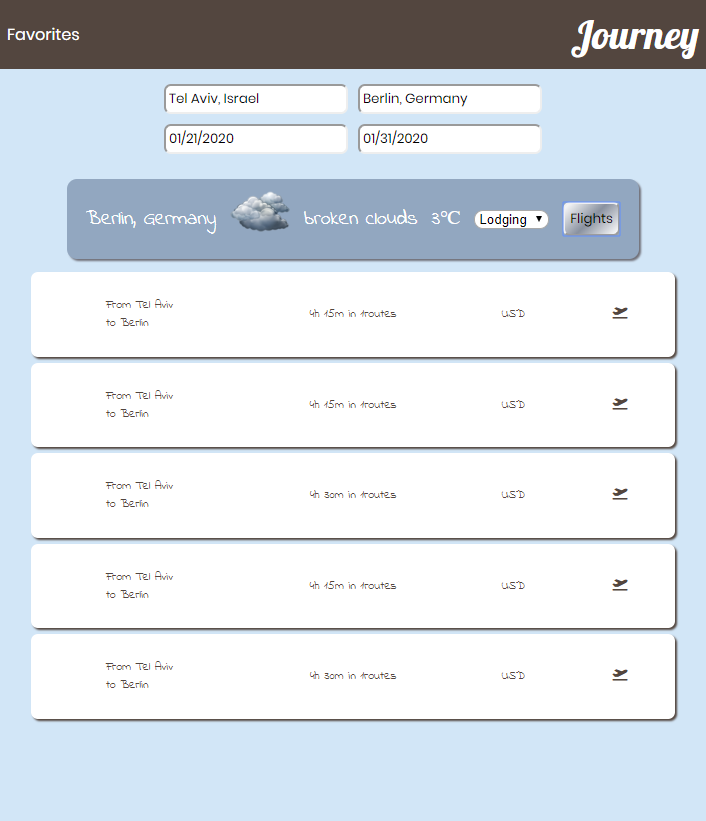 Favorites
Journey
Tel Aviv, Israel
Berlin, Germany
01/21/2020
01/31/2020
Berlin, Germany broken clouds 3°C Lodging Flights
From Tel Aviv
to Berlin
4h 15m in 1routes
USD
From Tel Aviv
to Berlin
4h 15m in 1routes
USD
From Tel Aviv
to Berlin
4h 30m in 1routes
USD
From Tel Aviv
to Berlin
4h 15m in 1routes
USD
From Tel Aviv
to Berlin
4h 30m in 1routes
USD